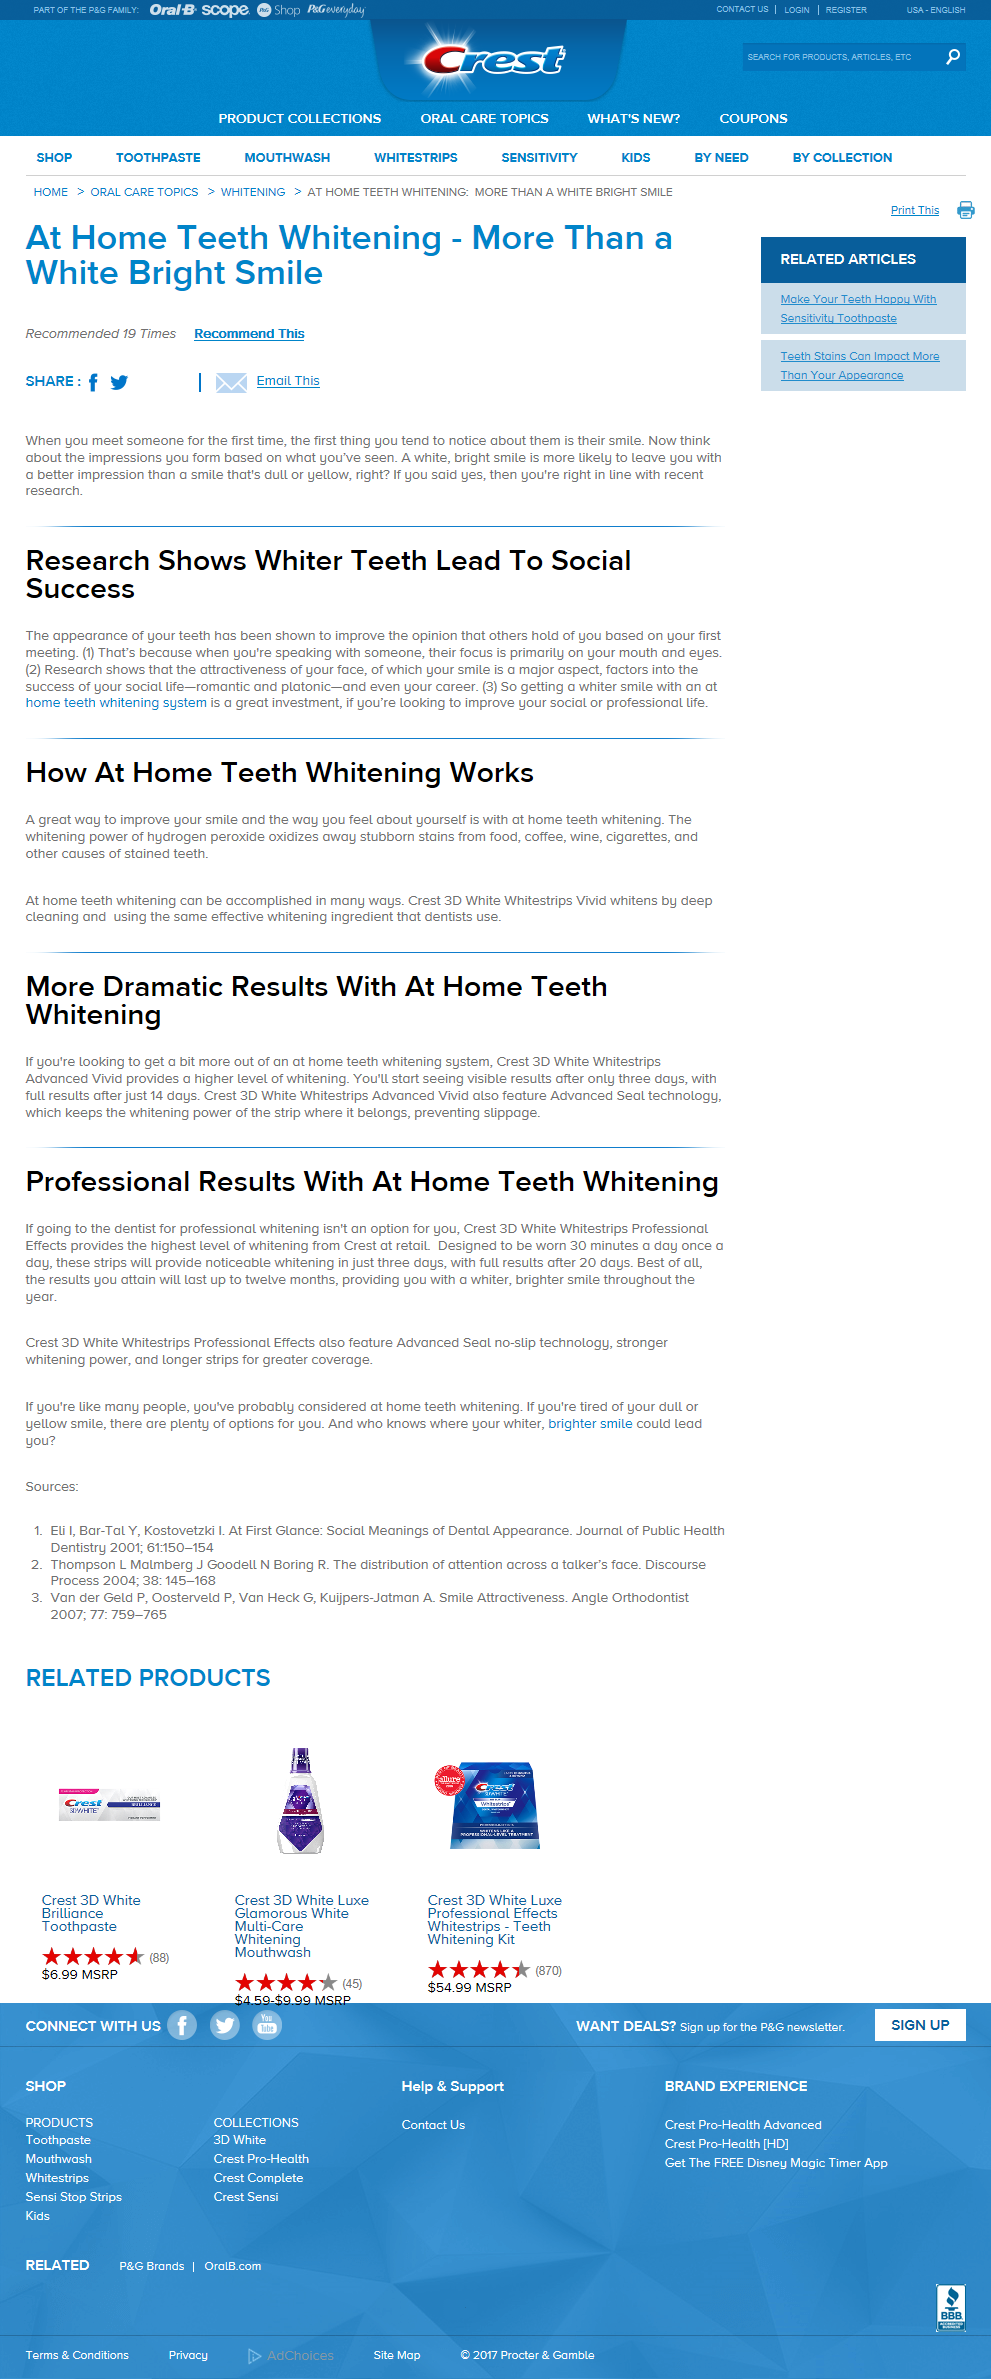 PART OF THE P&G FAMILY: Oral-B scope P&G Shop P&G everyday
CONTACT US | LOGIN | REGISTER USA - ENGLISH
Crest
SEARCH FOR PRODUCTS, ARTICLES, ETC
PRODUCT COLLECTIONS ORAL CARE TOPICS WHAT'S NEW? COUPONS
SHOP TOOTHPASTE MOUTHWASH WHITESTRIPS SENSITIVITY KIDS BY NEED BY COLLECTION
HOME > ORAL CARE TOPICS > WHITENING > AT HOME TEETH WHITENING: MORE THAN A WHITE BRIGHT SMILE
Print This
At Home Teeth Whitening - More Than a
White Bright Smile
RELATED ARTICLES
Make Your Teeth Happy With
Sensitivity Toothpaste
Teeth Stains Can Impact More
Than Your Appearance
Recommended 19 Times Recommend This
SHARE : | Email This
When you meet someone for the first time, the first thing you tend to notice about them is their smile. Now think
about the impressions you form based on what you've seen. A white, bright smile is more likely to leave you with
a better impression than a smile that's dull or yellow, right? If you said yes, then you're right in line with recent
research.
Research Shows Whiter Teeth Lead To Social
Success
The appearance of your teeth has been shown to improve the opinion that others hold of you based on your first
meeting. (1) That's because when you're speaking with someone, their focus is primarily on your mouth and eyes.
(2) Research shows that the attractiveness of your face, of which your smile is a major aspect, factors into the
success of your social life—romantic and platonic—and even your career. (3) So getting a whiter smile with an at
home teeth whitening system is a great investment, if you're looking to improve your social or professional life.
How At Home Teeth Whitening Works
A great way to improve your smile and the way you feel about yourself is with at home teeth whitening. The
whitening power of hydrogen peroxide oxidizes away stubborn stains from food, coffee, wine, cigarettes, and
other causes of stained teeth.
At home teeth whitening can be accomplished in many ways. Crest 3D White Whitestrips Vivid whitens by deep
cleaning and using the same effective whitening ingredient that dentists use.
More Dramatic Results With At Home Teeth
Whitening
If you're looking to get a bit more out of an at home teeth whitening system, Crest 3D White Whitestrips
Advanced Vivid provides a higher level of whitening. You'll start seeing visible results after only three days, with
full results after just 14 days. Crest 3D White Whitestrips Advanced Vivid also feature Advanced Seal technology,
which keeps the whitening power of the strip where it belongs, preventing slippage.
Professional Results With At Home Teeth Whitening
If going to the dentist for professional whitening isn't an option for you, Crest 3D White Whitestrips Professional
Effects provides the highest level of whitening from Crest at retail. Designed to be worn 30 minutes a day once a
day, these strips will provide noticeable whitening in just three days, with full results after 20 days. Best of all,
the results you attain will last up to twelve months, providing you with a whiter, brighter smile throughout the
year.
Crest 3D White Whitestrips Professional Effects also feature Advanced Seal no-slip technology, stronger
whitening power, and longer strips for greater coverage.
If you're like many people, you've probably considered at home teeth whitening. If you're tired of your dull or
yellow smile, there are plenty of options for you. And who knows where your whiter, brighter smile could lead
you?
Sources:
1. Eli I, Bar-Tal Y, Kostovetzki I. At First Glance: Social Meanings of Dental Appearance. Journal of Public Health
Dentistry 2001; 61:150–154
2. Thompson L Malmberg J Goodell N Boring R. The distribution of attention across a talker's face. Discourse
Process 2004; 38: 145–168
3. Van der Geld P, Oosterveld P, Van Heck G, Kuijpers-Jatman A. Smile Attractiveness. Angle Orthodontist
2007; 77: 759–765
RELATED PRODUCTS
Crest 3D WHITE BRILLIANCE
allure Crest 3D WHITE Whitestrips
WHITENS LIKE A
PROFESSIONAL-LEVEL TREATMENT
Crest 3D White
Brilliance
Toothpaste
(88)
$6.99 MSRP
Crest 3D White Luxe
Glamorous White
Multi-Care
Whitening
Mouthwash
(45)
$4.59-$9.99 MSRP
Crest 3D White Luxe
Professional Effects
Whitestrips - Teeth
Whitening Kit
(870)
$54.99 MSRP
CONNECT WITH US You Tube
WANT DEALS? Sign up for the P&G newsletter. SIGN UP
SHOP
PRODUCTS
Toothpaste
Mouthwash
Whitestrips
Sensi Stop Strips
Kids
COLLECTIONS
3D White
Crest Pro-Health
Crest Complete
Crest Sensi
Help & Support
Contact Us
BRAND EXPERIENCE
Crest Pro-Health Advanced
Crest Pro-Health [HD]
Get The FREE Disney Magic Timer App
RELATED P&G Brands | OralB.com
BBB
ACCREDITED
BUSINESS
Terms & Conditions Privacy AdChoices Site Map © 2017 Procter & Gamble